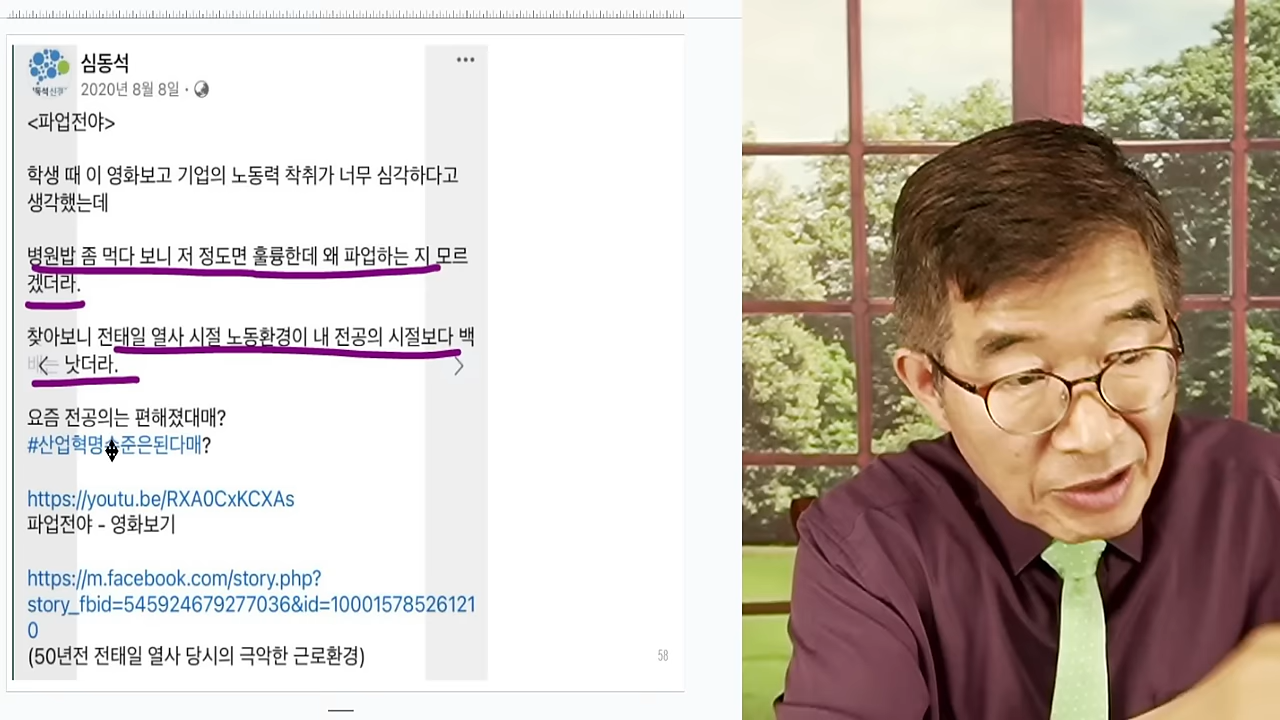 심동석
2020년 8월 8일 ·
<파업전야>
학생 때 이 영화보고 기업의 노동력 착취가 너무 심각하다고
생각했는데
병원밥 좀 먹다 보니 저 정도면 훌륭한데 왜 파업하는 지 모르
겠더라.
찾아보니 전태일 열사 시절 노동환경이 내 전공의 시절보다 백
배는 낫더라.
요즘 전공의는 편해졌대매?
#산업혁명수준은된다매?
https://youtu.be/RXA0CxKCXAs
파업전야 - 영화보기
https://m.facebook.com/story.php?
story_fbid=545924679277036&id=10001578526121
0
(50년전 전태일 열사 당시의 극악한 근로환경)
58